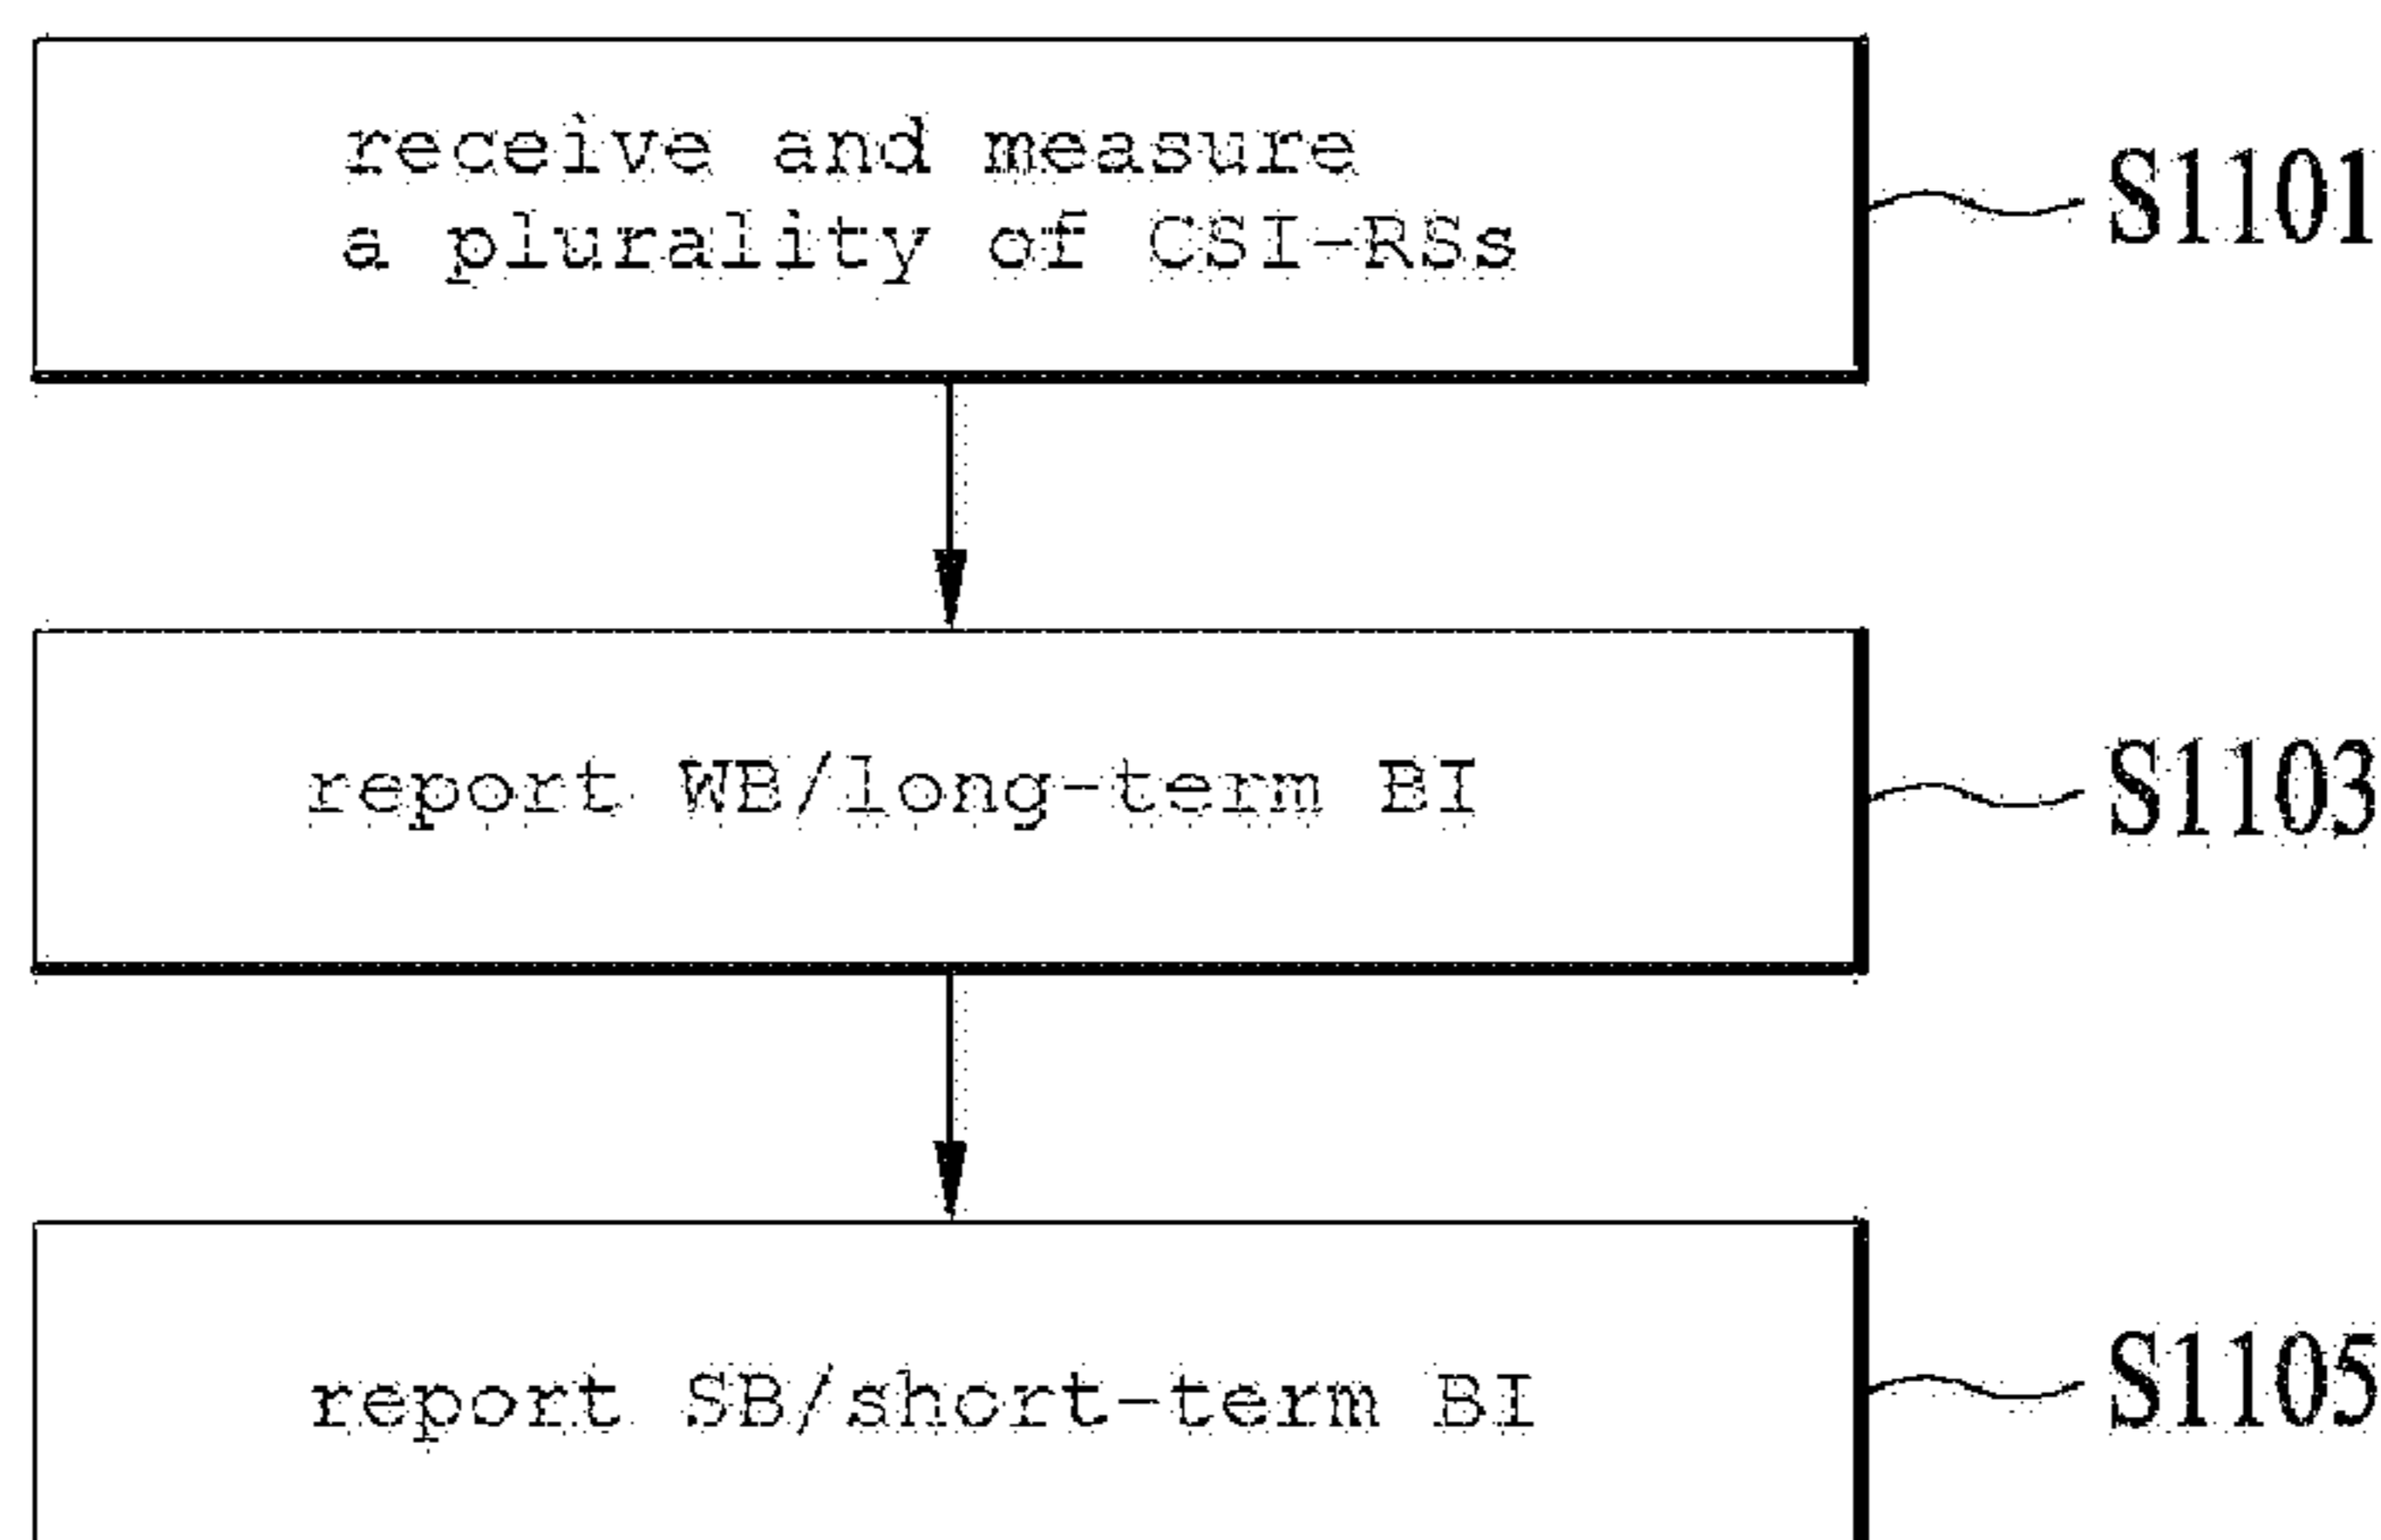 receive and measure
a plurality of CSI-RSs
S1101
report WB/long-term BI
S1103
report SB/short-term BI
S1105